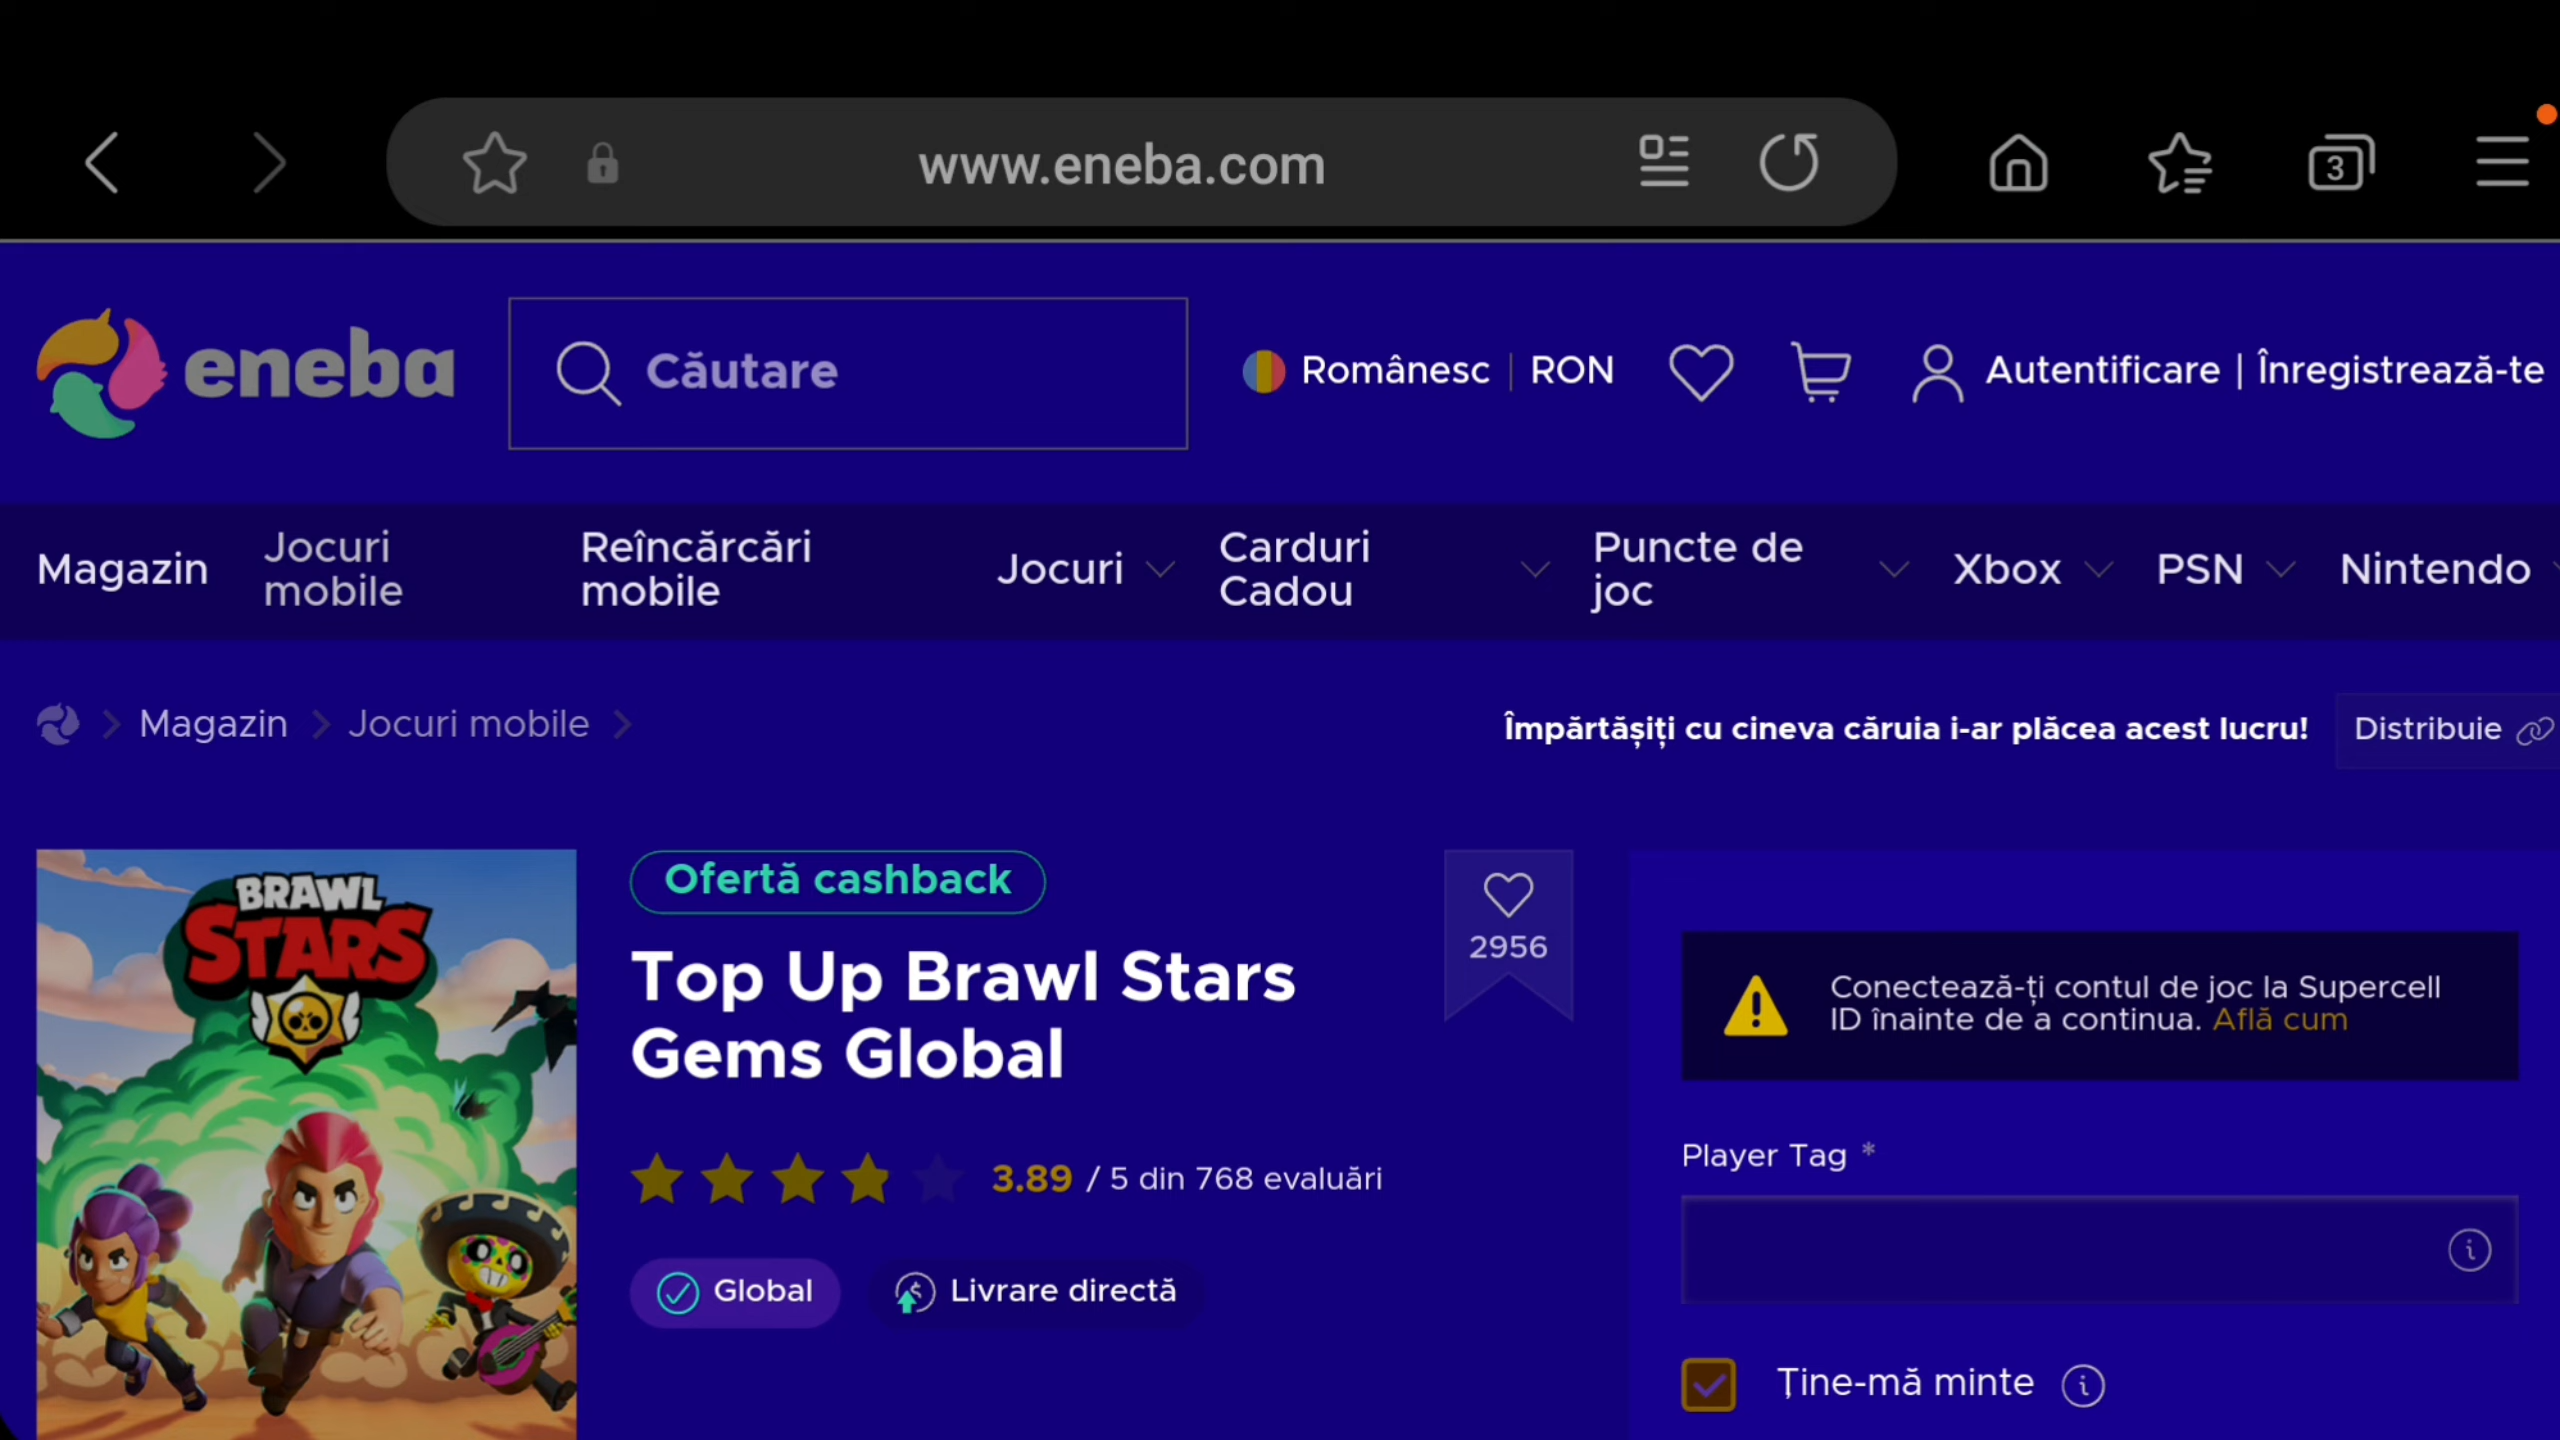 www.eneba.com
3
eneba
Căutare
Românesc | RON
Autentificare | Înregistrează-te
Magazin
Jocuri
mobile
Reîncărcări
mobile
Jocuri
Carduri
Cadou
Puncte de
joc
Xbox
PSN
Nintendo
Magazin
Jocuri mobile
Împărtășiți cu cineva căruia i-ar plăcea acest lucru!
Distribuie
BRAWL
STARS
Ofertă cashback
2956
Top Up Brawl Stars
Gems Global
3.89 / 5 din 768 evaluări
Global
Livrare directă
Conectează-ți contul de joc la Supercell
ID înainte de a continua. Află cum
Player Tag *
Ține-mă minte